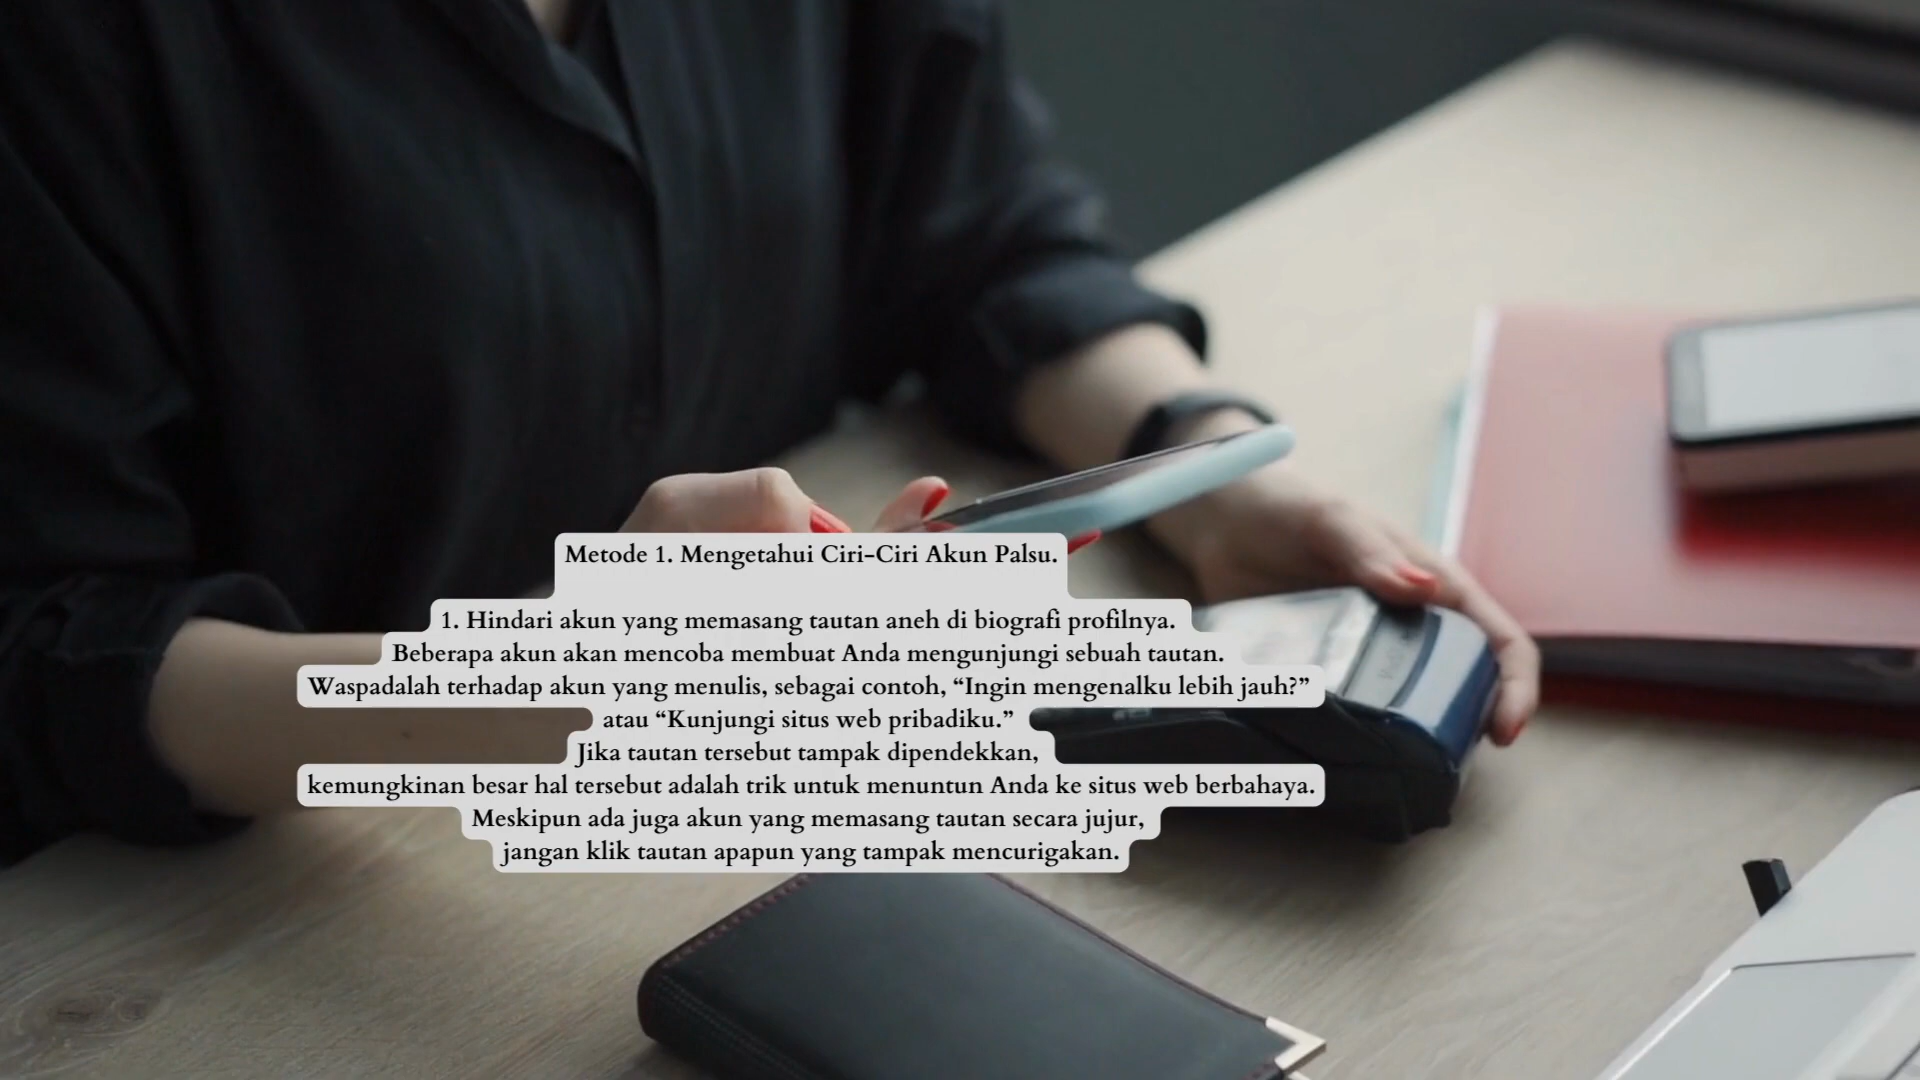 Metode 1. Mengetahui Ciri-Ciri Akun Palsu.
1. Hindari akun yang memasang tautan aneh di biografi profilnya.
Beberapa akun akan mencoba membuat Anda mengunjungi sebuah tautan.
Waspadalah terhadap akun yang menulis, sebagai contoh, “Ingin mengenalku lebih jauh?”
atau “Kunjungi situs web pribadiku.”
Jika tautan tersebut tampak dipendekkan,
kemungkinan besar hal tersebut adalah trik untuk menuntun Anda ke situs web berbahaya.
Meskipun ada juga akun yang memasang tautan secara jujur,
jangan klik tautan apapun yang tampak mencurigakan.